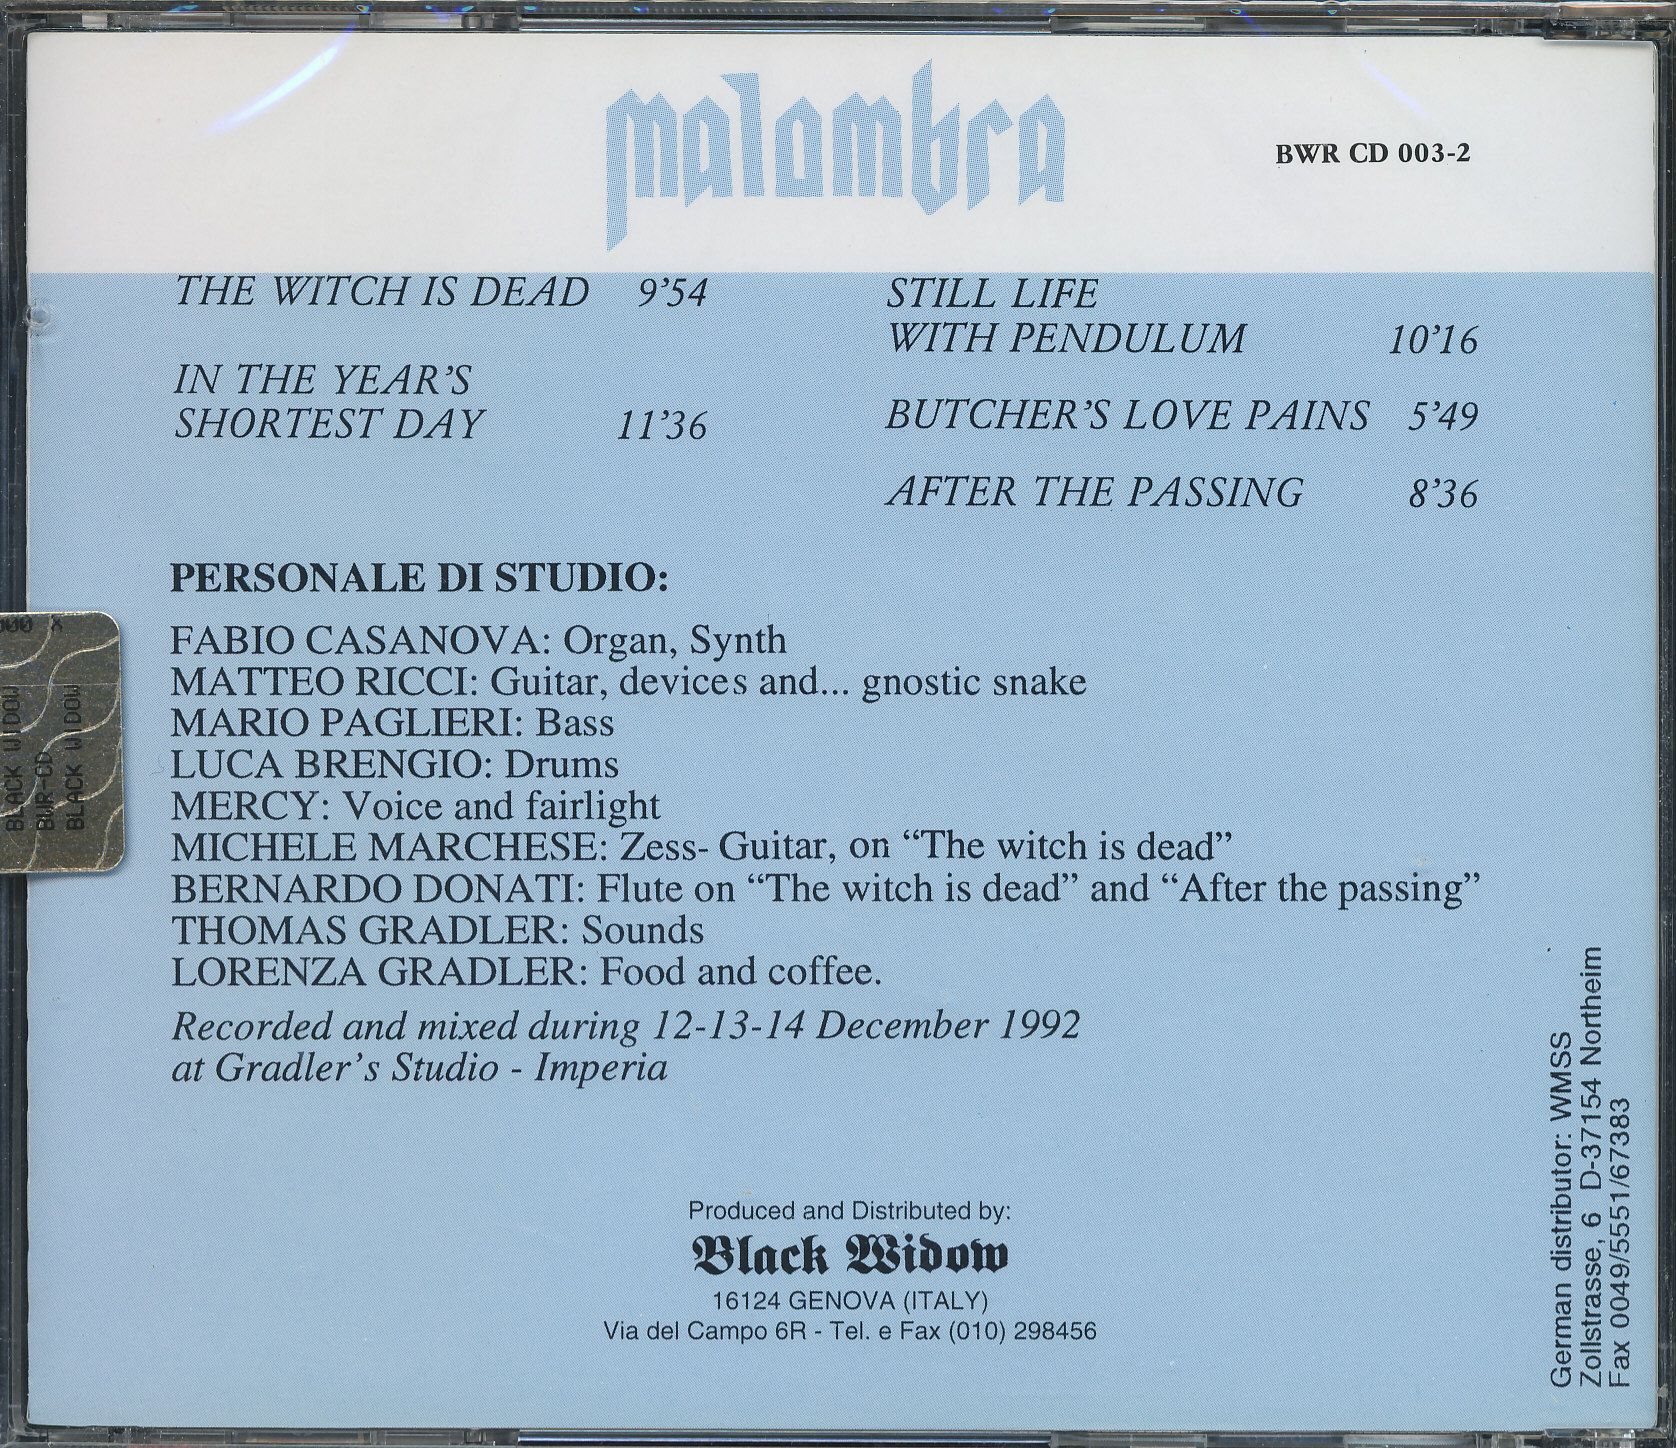 malombra
BWR CD 003-2
THE WITCH IS DEAD 9'54
IN THE YEAR'S
SHORTEST DAY 11'36
STILL LIFE
WITH PENDULUM 10'16
BUTCHER'S LOVE PAINS 5'49
AFTER THE PASSING 8'36
PERSONALE DI STUDIO:
FABIO CASANOVA: Organ, Synth
MATTEO RICCI: Guitar, devices and... gnostic snake
MARIO PAGLIERI: Bass
LUCA BRENGIO: Drums
MERCY: Voice and fairlight
MICHELE MARCHESE: Zess- Guitar, on “The witch is dead”
BERNARDO DONATI: Flute on “The witch is dead” and “After the passing”
THOMAS GRADLER: Sounds
LORENZA GRADLER: Food and coffee.
Recorded and mixed during 12-13-14 December 1992
at Gradler's Studio - Imperia
Produced and Distributed by:
Black Widow
16124 GENOVA (ITALY)
Via del Campo 6R - Tel. e Fax (010) 298456
German distributor: WMSS
Zollstrasse, 6 D-37154 Northeim
Fax 0049/5551/67383
BLACK WIDOW
BWR-CD
BLACK WIDOW